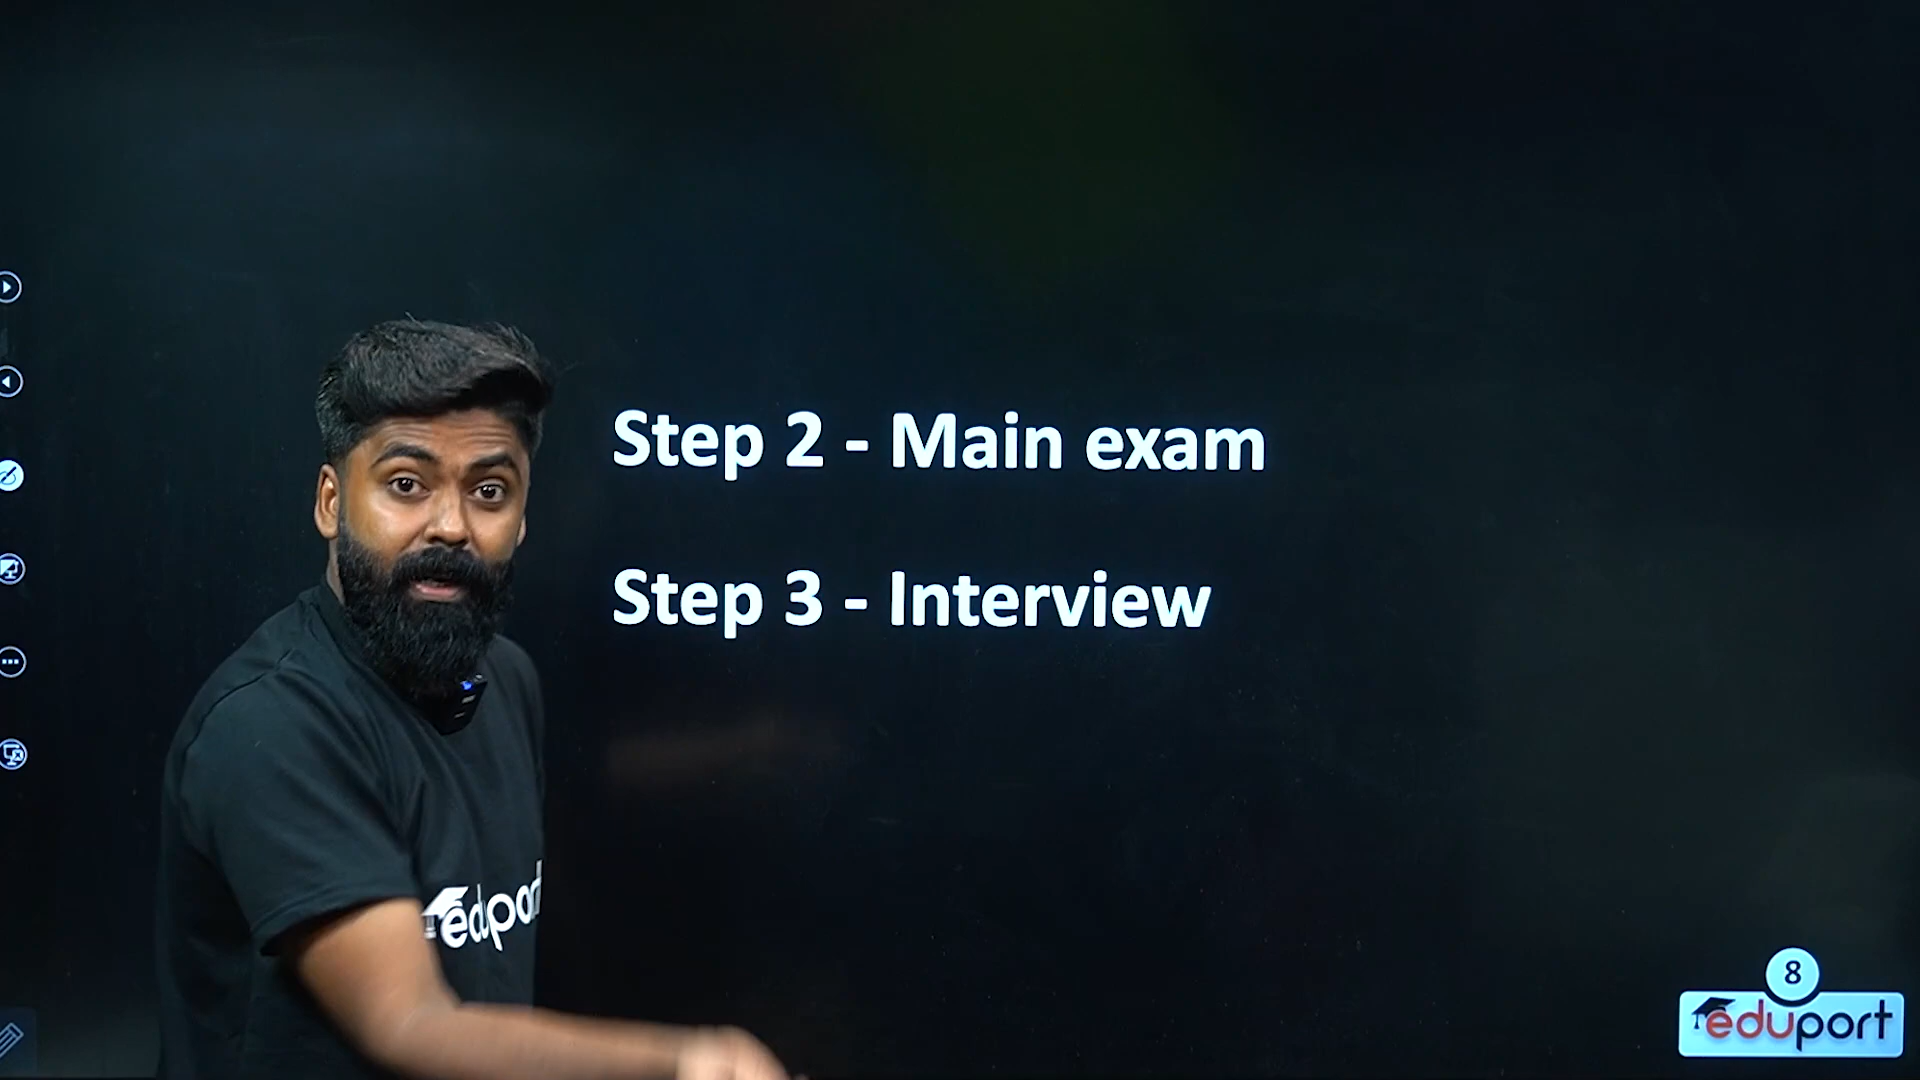 Step 2 - Main exam
Step 3 - Interview
eduport
8
eduport